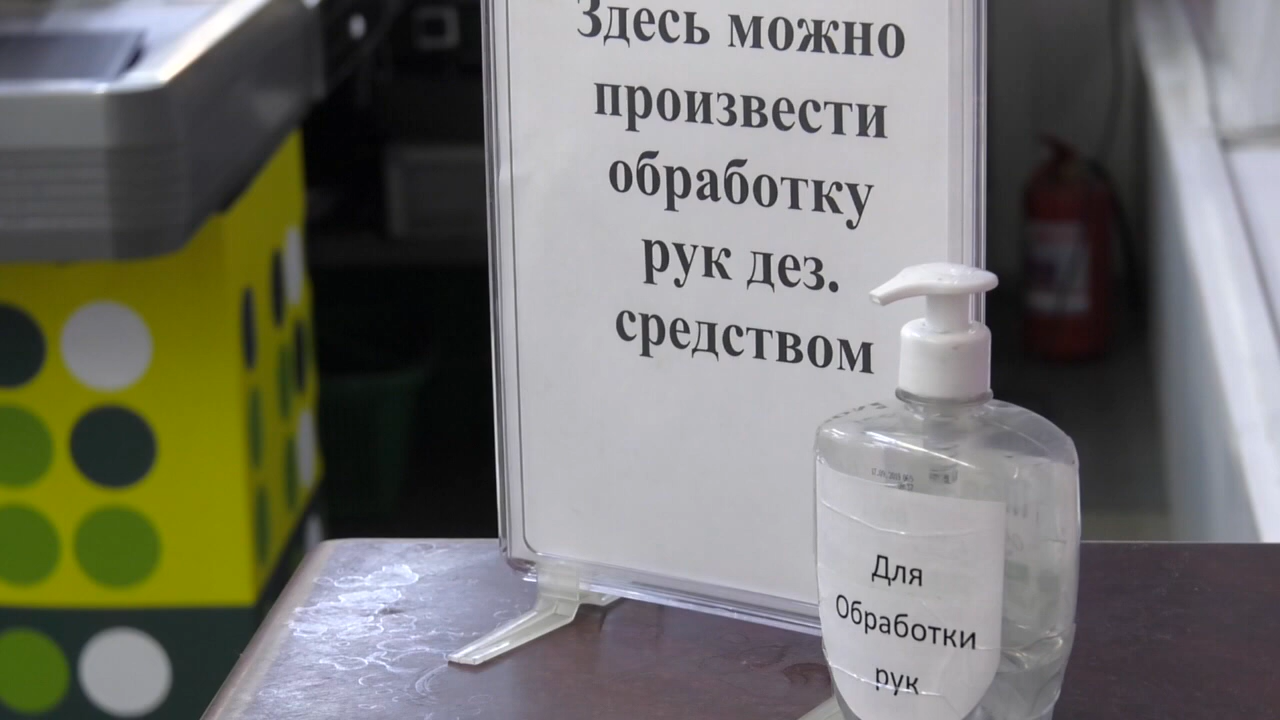 Здесь можно
произвести
обработку
рук дез.
средством
Для
Обработки
рук